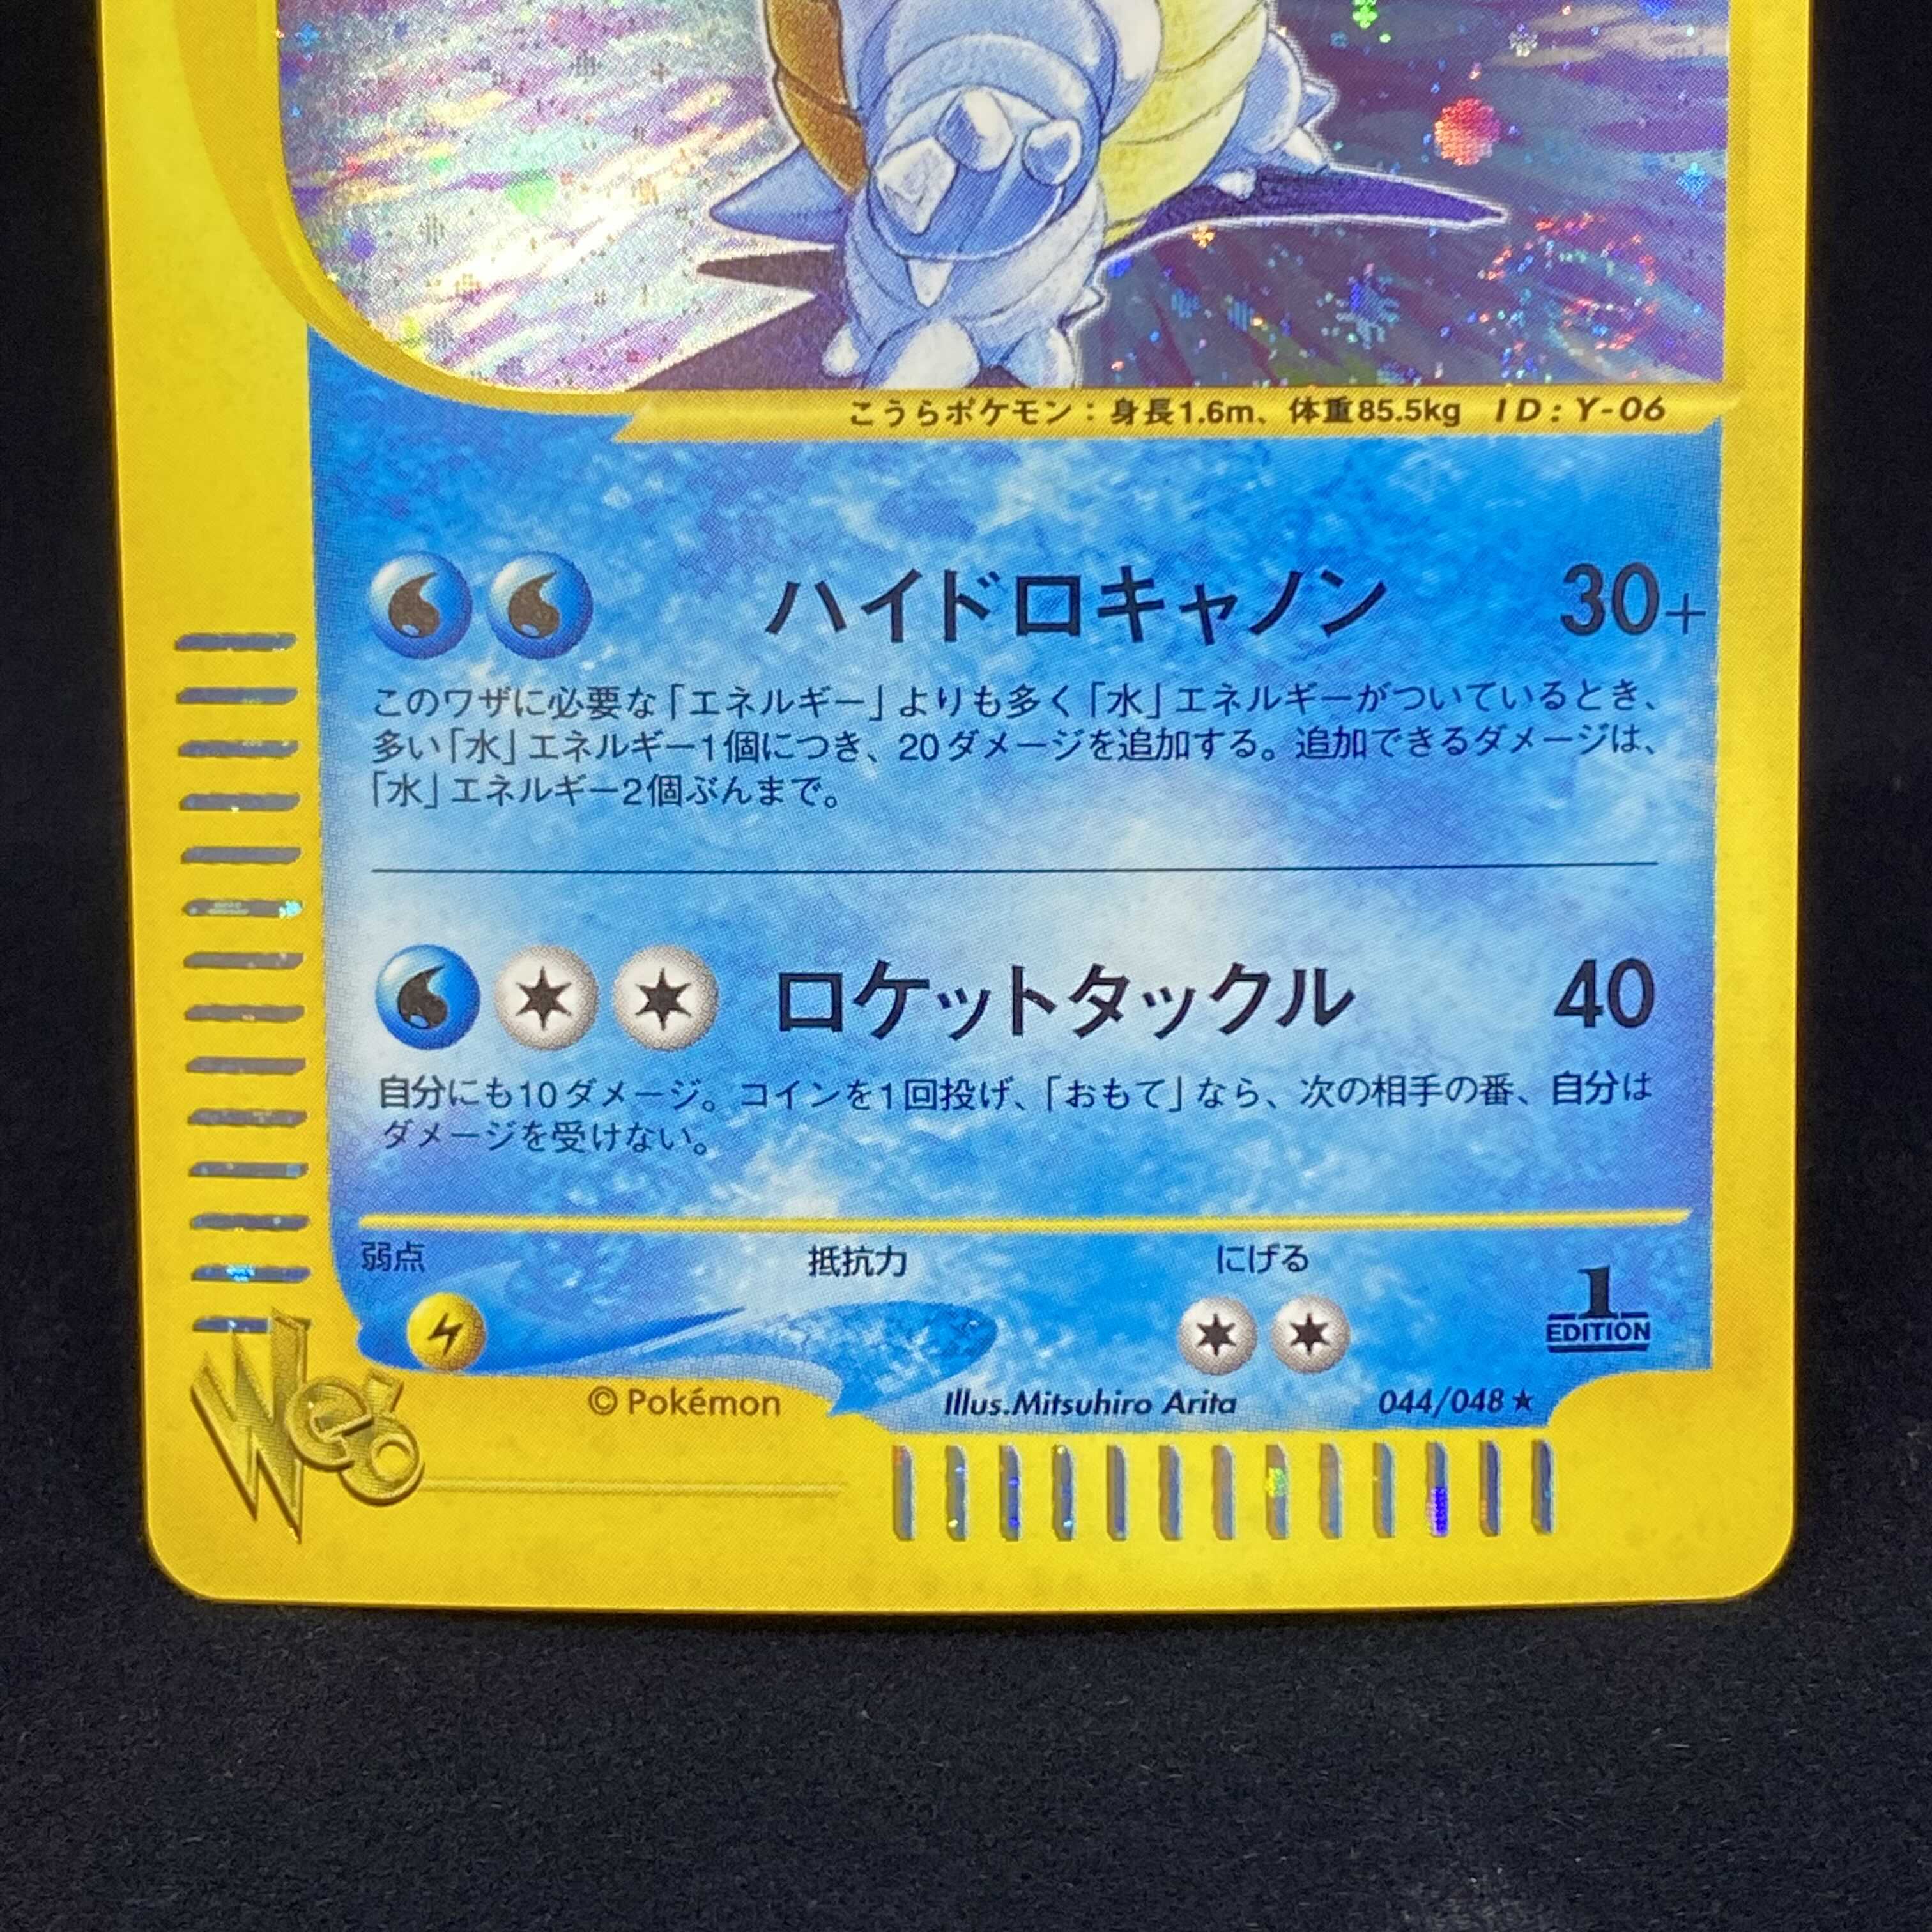 こうらポケモン：身長1.6m、体重85.5kg ID：Y-06
ハイドロキャノン 30+
このワザに必要な「エネルギー」よりも多く「水」エネルギーがついているとき、
多い「水」エネルギー1個につき、20ダメージを追加する。追加できるダメージは、
「水」エネルギー2個ぶんまで。
ロケットタックル 40
自分にも10ダメージ。コインを1回投げ、「おもて」なら、次の相手の番、自分は
ダメージを受けない。
弱点 抵抗力 にげる
1
EDITION
Web
© Pokémon Illus.Mitsuhiro Arita 044/048 ★